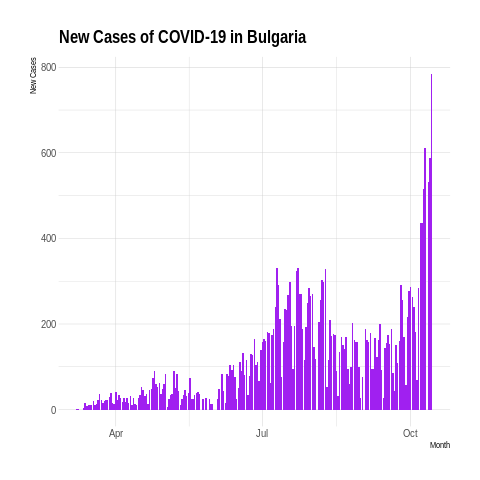 New Cases of COVID-19 in Bulgaria
New Cases
800
600
400
200
0
Apr
Jul
Oct
Month